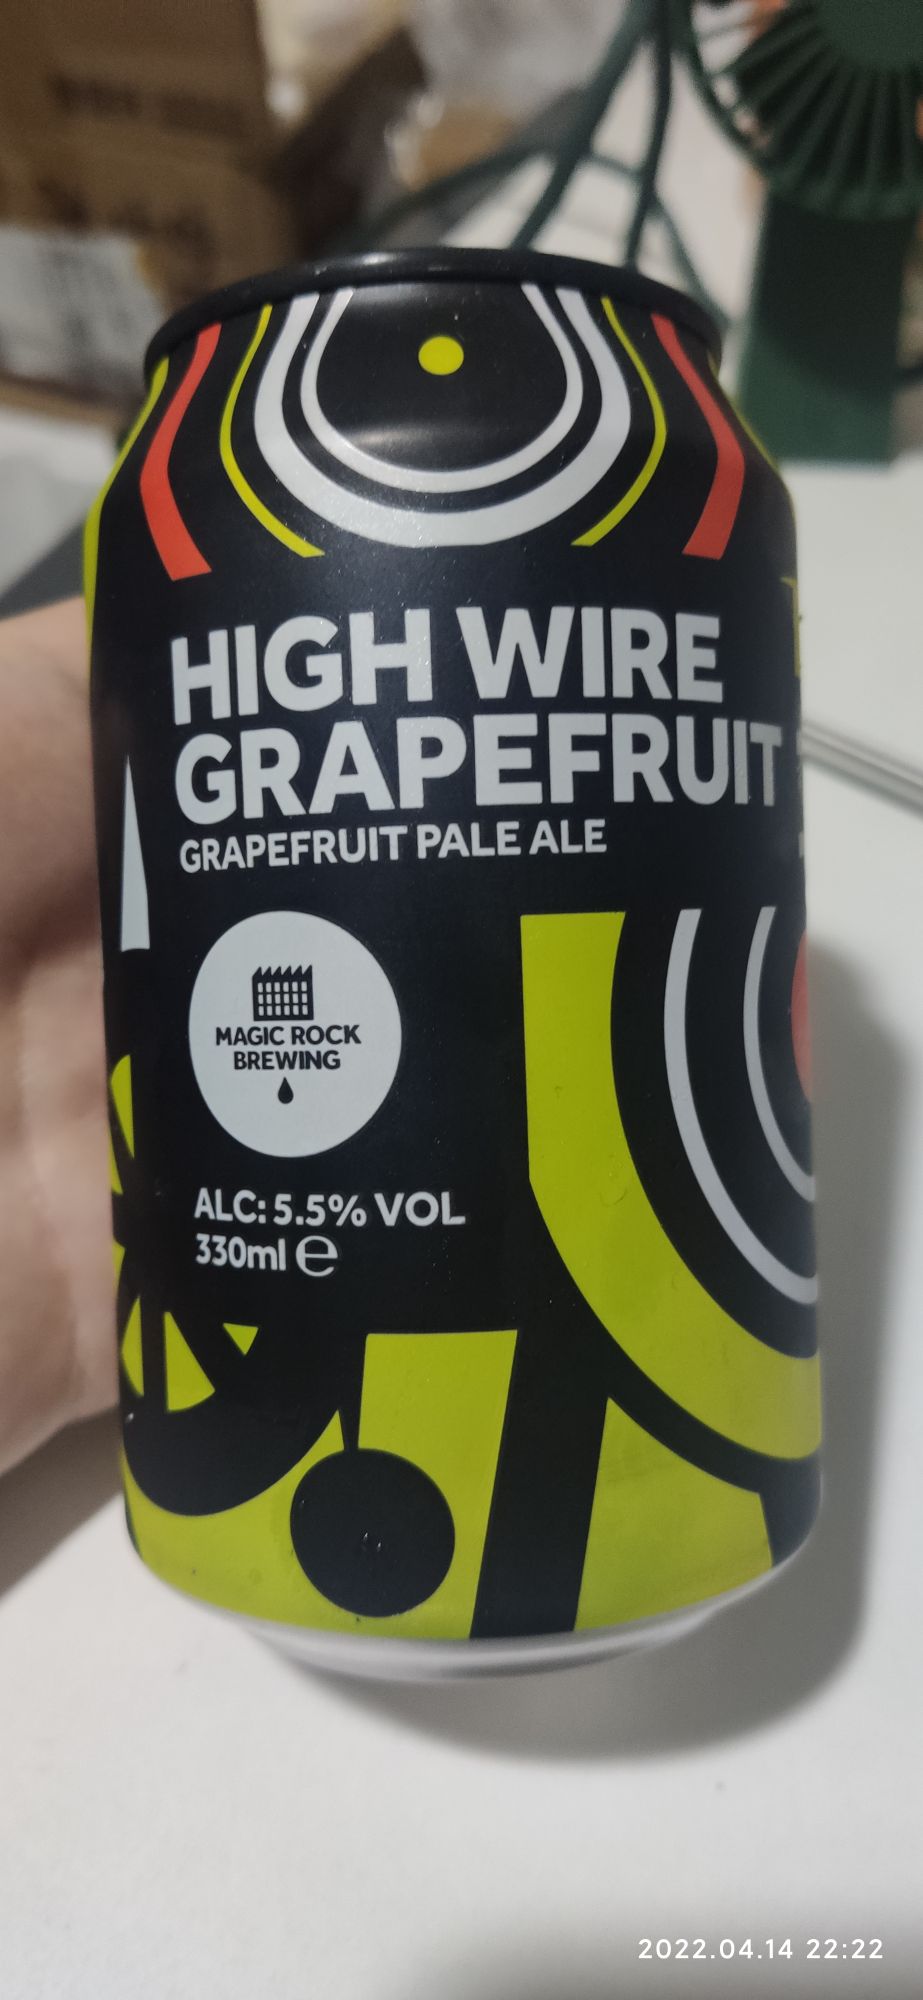 HIGH WIRE
GRAPEFRUIT
GRAPEFRUIT PALE ALE
MAGIC ROCK
BREWING
ALC: 5.5% VOL
330ml ℮
2022.04.14 22:22